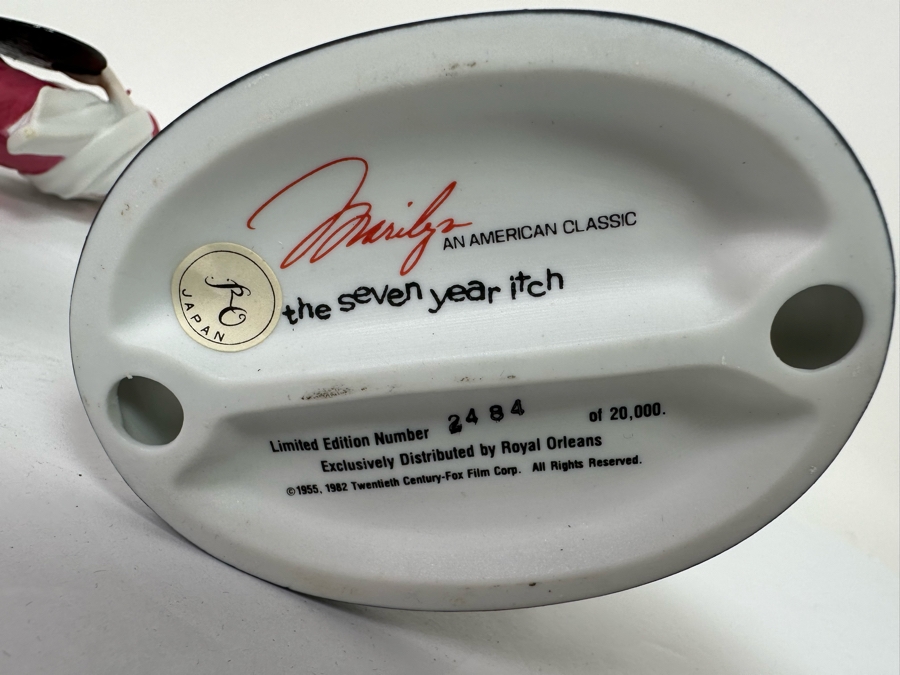 Marilyn AN AMERICAN CLASSIC
the seven year itch
RO
JAPAN
Limited Edition Number 2484 of 20,000.
Exclusively Distributed by Royal Orleans
©1955, 1982 Twentieth Century-Fox Film Corp. All Rights Reserved.